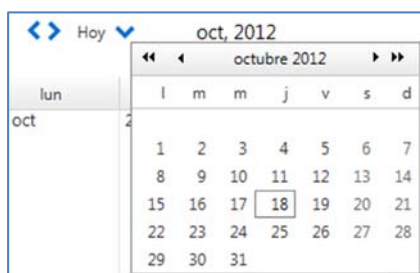 Hoy oct, 2012
octubre 2012
lun l m m j v s d
oct 2
1 2 3 4 5 6 7
8 9 10 11 12 13 14
15 16 17 18 19 20 21
22 23 24 25 26 27 28
29 30 31